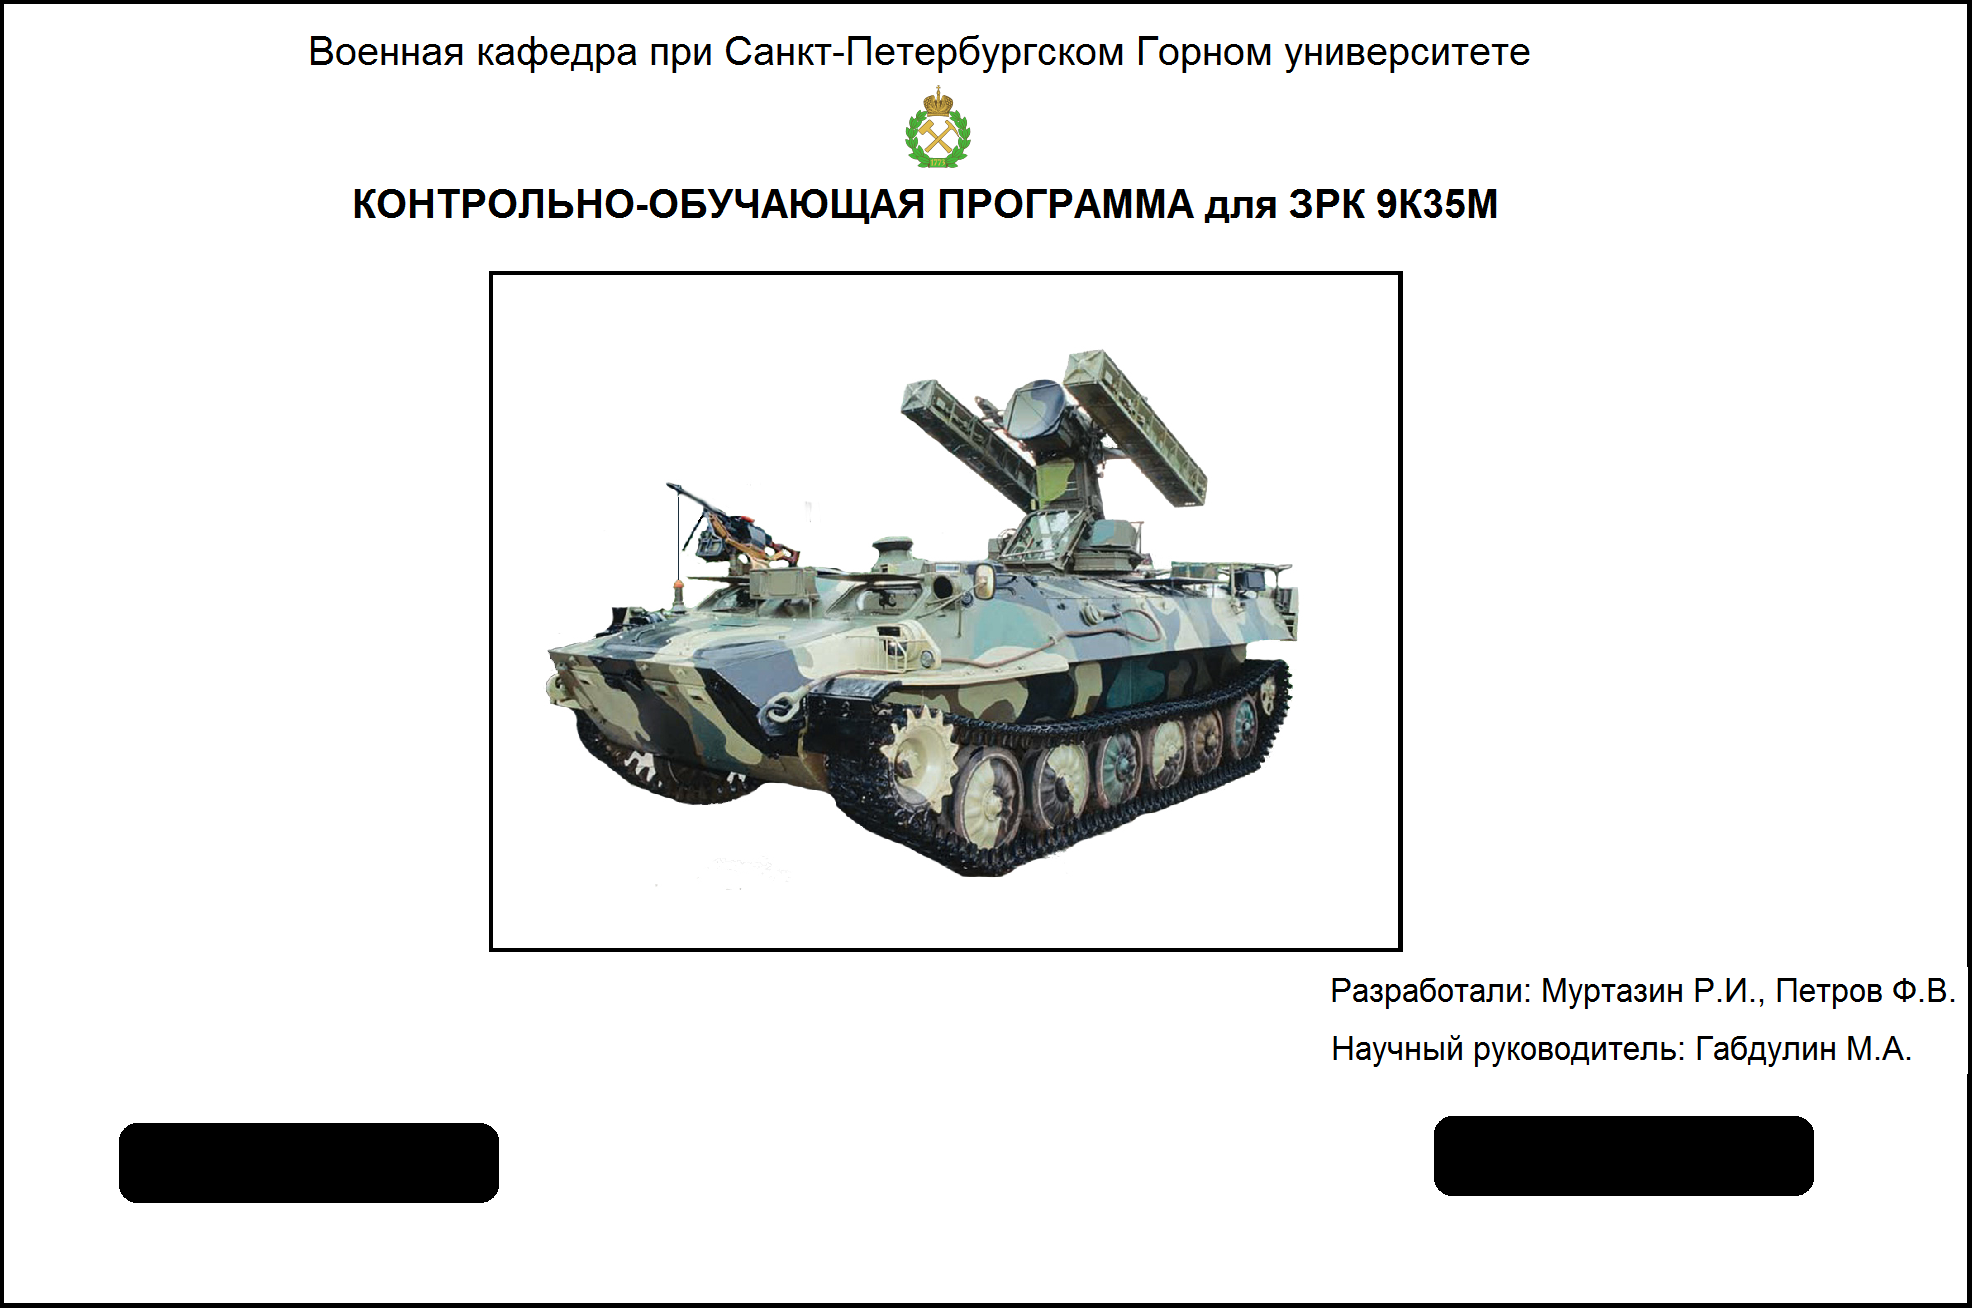 Военная кафедра при Санкт-Петербургском Горном университете
1773
КОНТРОЛЬНО-ОБУЧАЮЩАЯ ПРОГРАММА для ЗРК 9К35М
Разработали: Муртазин Р.И., Петров Ф.В.
Научный руководитель: Габдулин М.А.